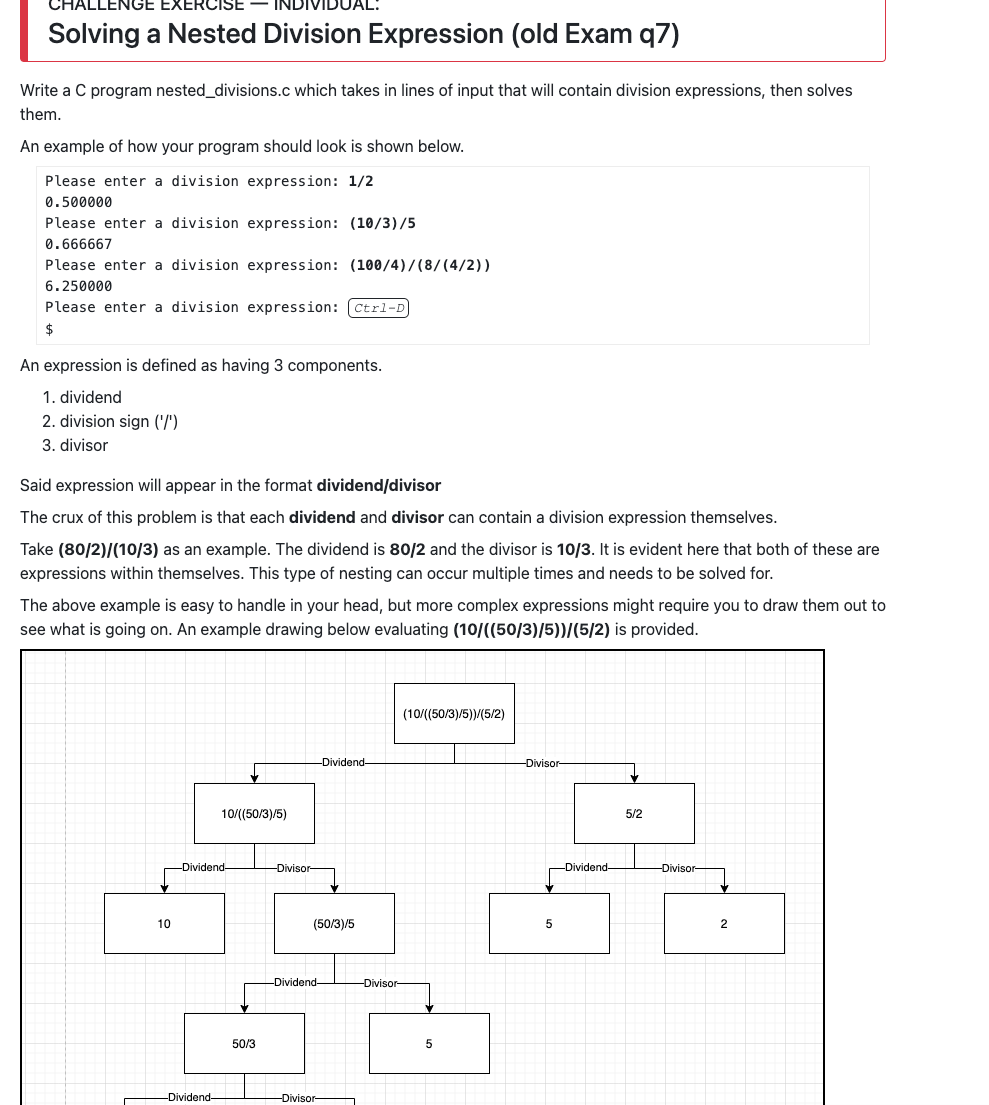 CHALLENGE EXERCISE — INDIVIDUAL:
Solving a Nested Division Expression (old Exam q7)
Write a C program nested_divisions.c which takes in lines of input that will contain division expressions, then solves
them.
An example of how your program should look is shown below.
Please enter a division expression: 1/2
0.500000
Please enter a division expression: (10/3)/5
0.666667
Please enter a division expression: (100/4)/(8/(4/2))
6.250000
Please enter a division expression: Ctrl-D
$
An expression is defined as having 3 components.
1. dividend
2. division sign ('/')
3. divisor
Said expression will appear in the format dividend/divisor
The crux of this problem is that each dividend and divisor can contain a division expression themselves.
Take (80/2)/(10/3) as an example. The dividend is 80/2 and the divisor is 10/3. It is evident here that both of these are
expressions within themselves. This type of nesting can occur multiple times and needs to be solved for.
The above example is easy to handle in your head, but more complex expressions might require you to draw them out to
see what is going on. An example drawing below evaluating (10/((50/3)/5))/(5/2) is provided.
(10/((50/3)/5))/(5/2)
Dividend Divisor
10/((50/3)/5) 5/2
Dividend Divisor Dividend Divisor
10 (50/3)/5 5 2
Dividend Divisor
50/3 5
Dividend Divisor